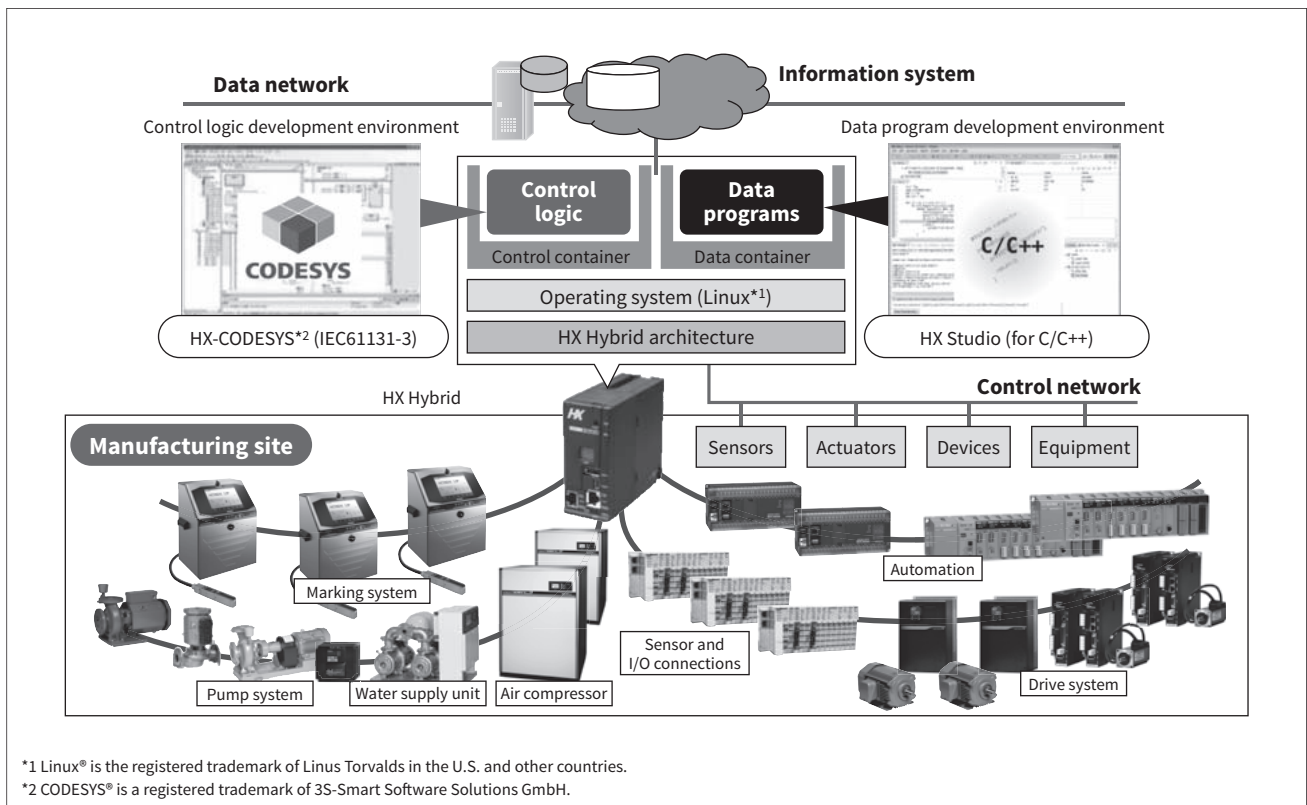 Data network
Information system
Control logic development environment
Data program development environment
Control
logic
Data
programs
CODESYS
C/C++
Control container
Data container
Operating system (Linux*1)
HX-CODESYS*2 (IEC61131-3)
HX Hybrid architecture
HX Studio (for C/C++)
Control network
HX Hybrid
HX
Manufacturing site
Sensors
Actuators
Devices
Equipment
Automation
Marking system
Sensor and
I/O connections
Pump system
Water supply unit
Air compressor
Drive system
*1 Linux® is the registered trademark of Linus Torvalds in the U.S. and other countries.
*2 CODESYS® is a registered trademark of 3S-Smart Software Solutions GmbH.